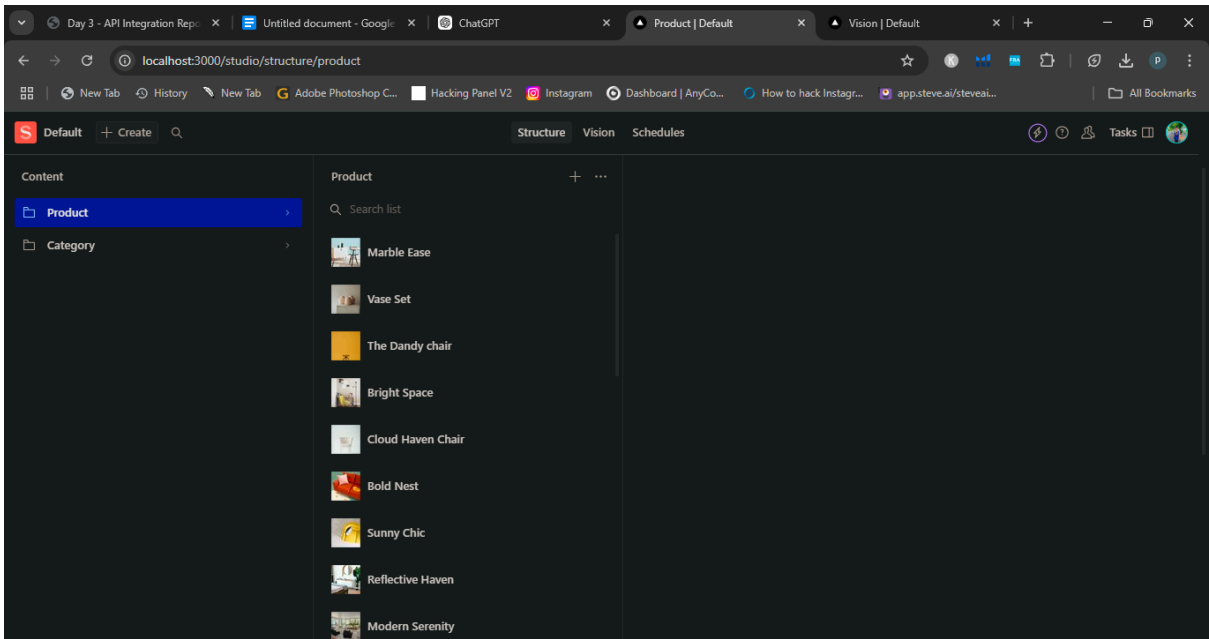 Day 3 - API Integration Repo
Untitled document - Google
ChatGPT
Product | Default
Vision | Default
localhost:3000/studio/structure/product
New Tab
History
New Tab
Adobe Photoshop C...
Hacking Panel V2
Instagram
Dashboard | AnyCo...
How to hack Instagr...
app.steve.ai/steveai...
All Bookmarks
S
Default
+ Create
Structure
Vision
Schedules
Tasks
Content
Product
Category
Product
Search list
Marble Ease
Vase Set
The Dandy chair
Bright Space
Cloud Haven Chair
Bold Nest
Sunny Chic
Reflective Haven
Modern Serenity